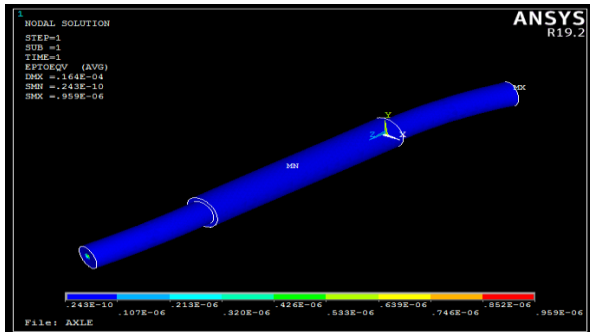 1
NODAL SOLUTION
STEP=1
SUB =1
TIME=1
EPTOEQV (AVG)
DMX =.164E-04
SMN =.243E-10
SMX =.959E-06
ANSYS
R19.2
MX
Y
Z X
MN
.243E-10 .213E-06 .426E-06 .639E-06 .852E-06
.107E-06 .320E-06 .533E-06 .746E-06 .959E-06
File: AXLE